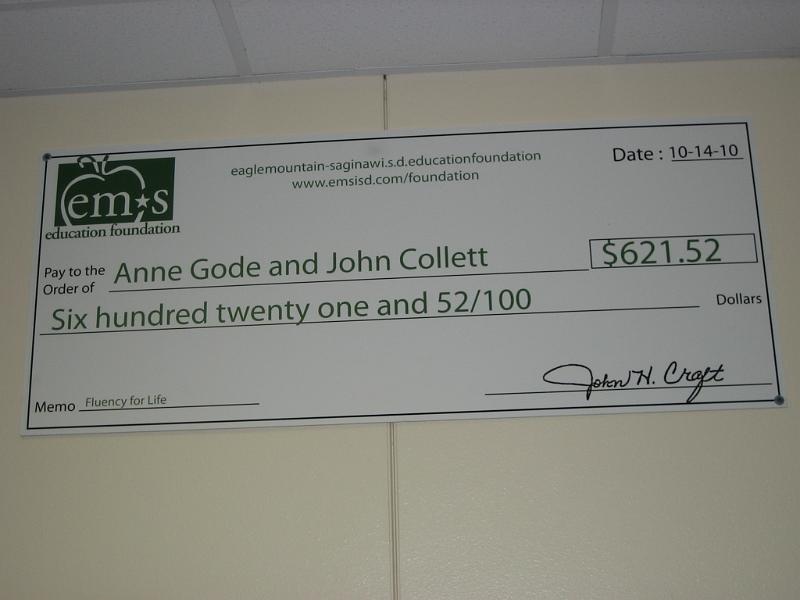 em★s
education foundation
eaglemountain-saginawi.s.d.educationfoundation
www.emsisd.com/foundation
Date : 10-14-10
Pay to the
Order of
Anne Gode and John Collett
$621.52
Six hundred twenty one and 52/100
Dollars
Memo Fluency for Life
John H. Craft